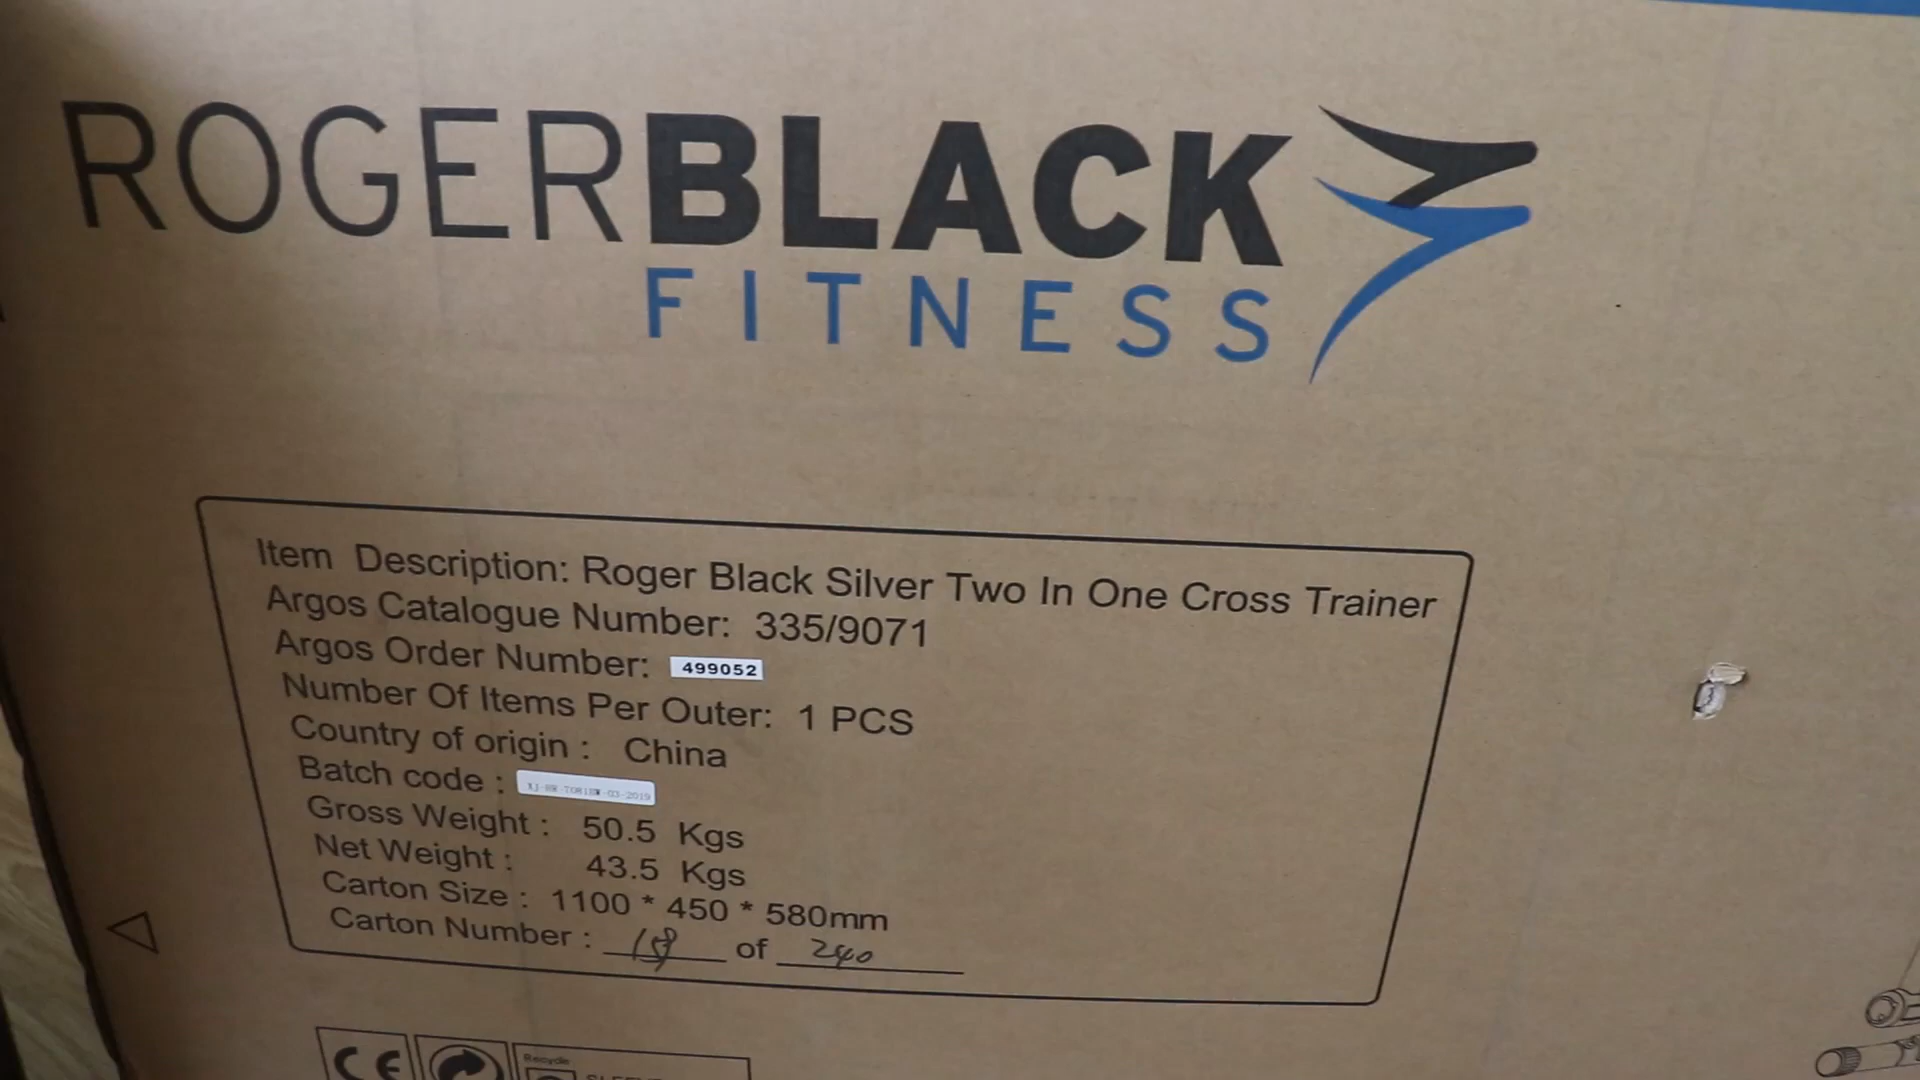 ROGERBLACK
FITNESS
Item Description: Roger Black Silver Two In One Cross Trainer
Argos Catalogue Number: 335/9071
Argos Order Number: 499052
Number Of Items Per Outer: 1 PCS
Country of origin : China
Batch code :
Gross Weight : 50.5 Kgs
Net Weight : 43.5 Kgs
Carton Size : 1100 * 450 * 580mm
Carton Number : of 240
CE
Recycle